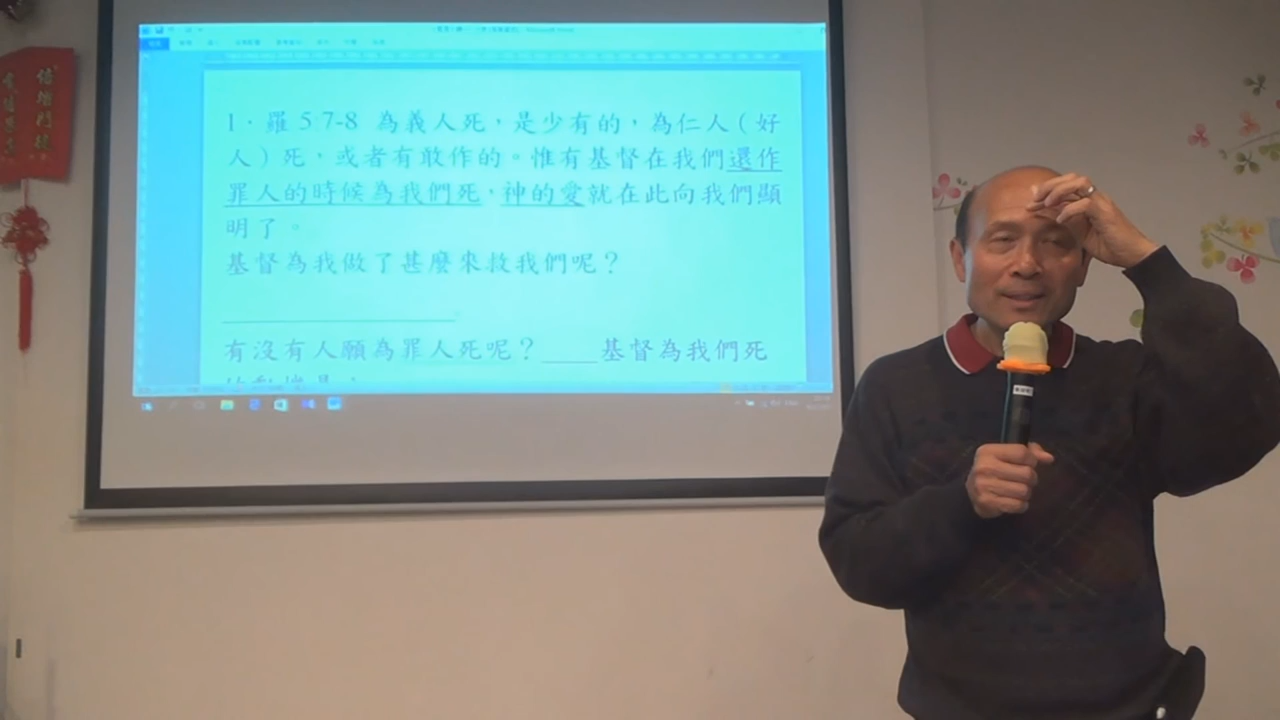 1．羅 5 7-8 為義人死，是少有的，為仁人（好
人）死，或者有敢作的。惟有基督在我們還作
罪人的時候為我們死，神的愛就在此向我們顯
明了。
基督為我做了甚麼來救我們呢？
有沒有人願為罪人死呢？____基督為我們死